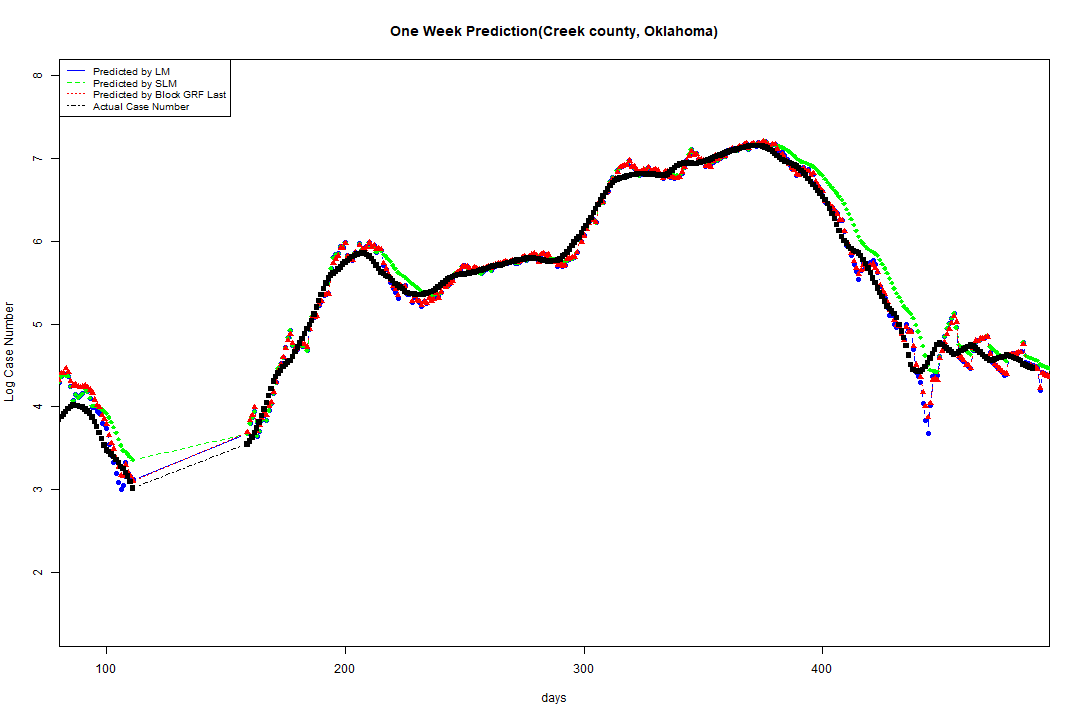 One Week Prediction(Creek county, Oklahoma)
Predicted by LM
Predicted by SLM
Predicted by Block GRF Last
Actual Case Number
8
7
6
5
4
3
2
Log Case Number
100 200 300 400
days